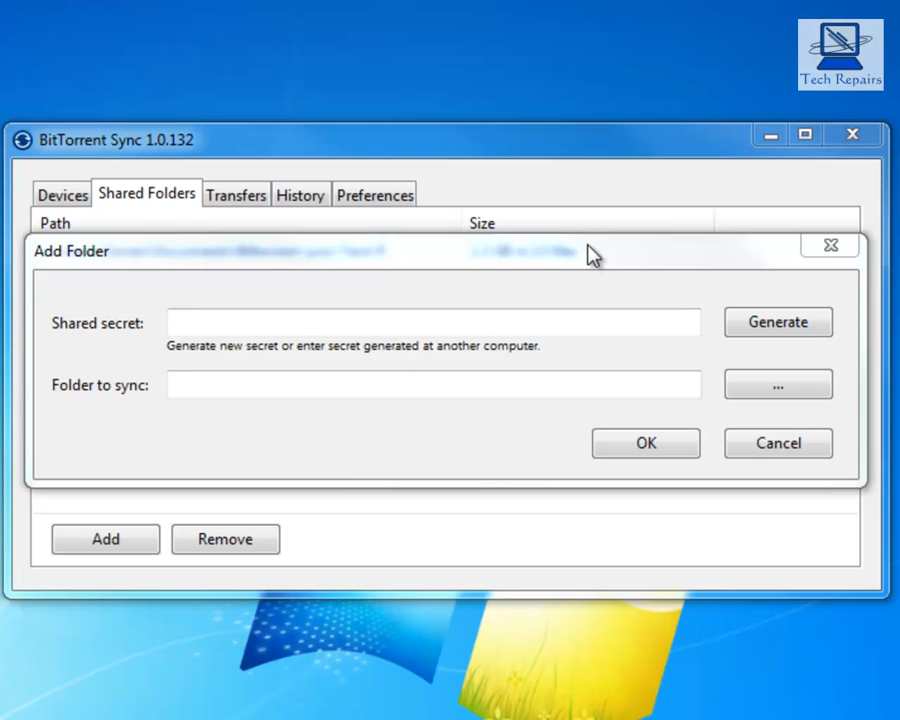 Tech Repairs
BitTorrent Sync 1.0.132
Devices
Shared Folders
Transfers
History
Preferences
Path
Size
Add Folder
Shared secret:
Generate
Generate new secret or enter secret generated at another computer.
Folder to sync:
...
OK
Cancel
Add
Remove